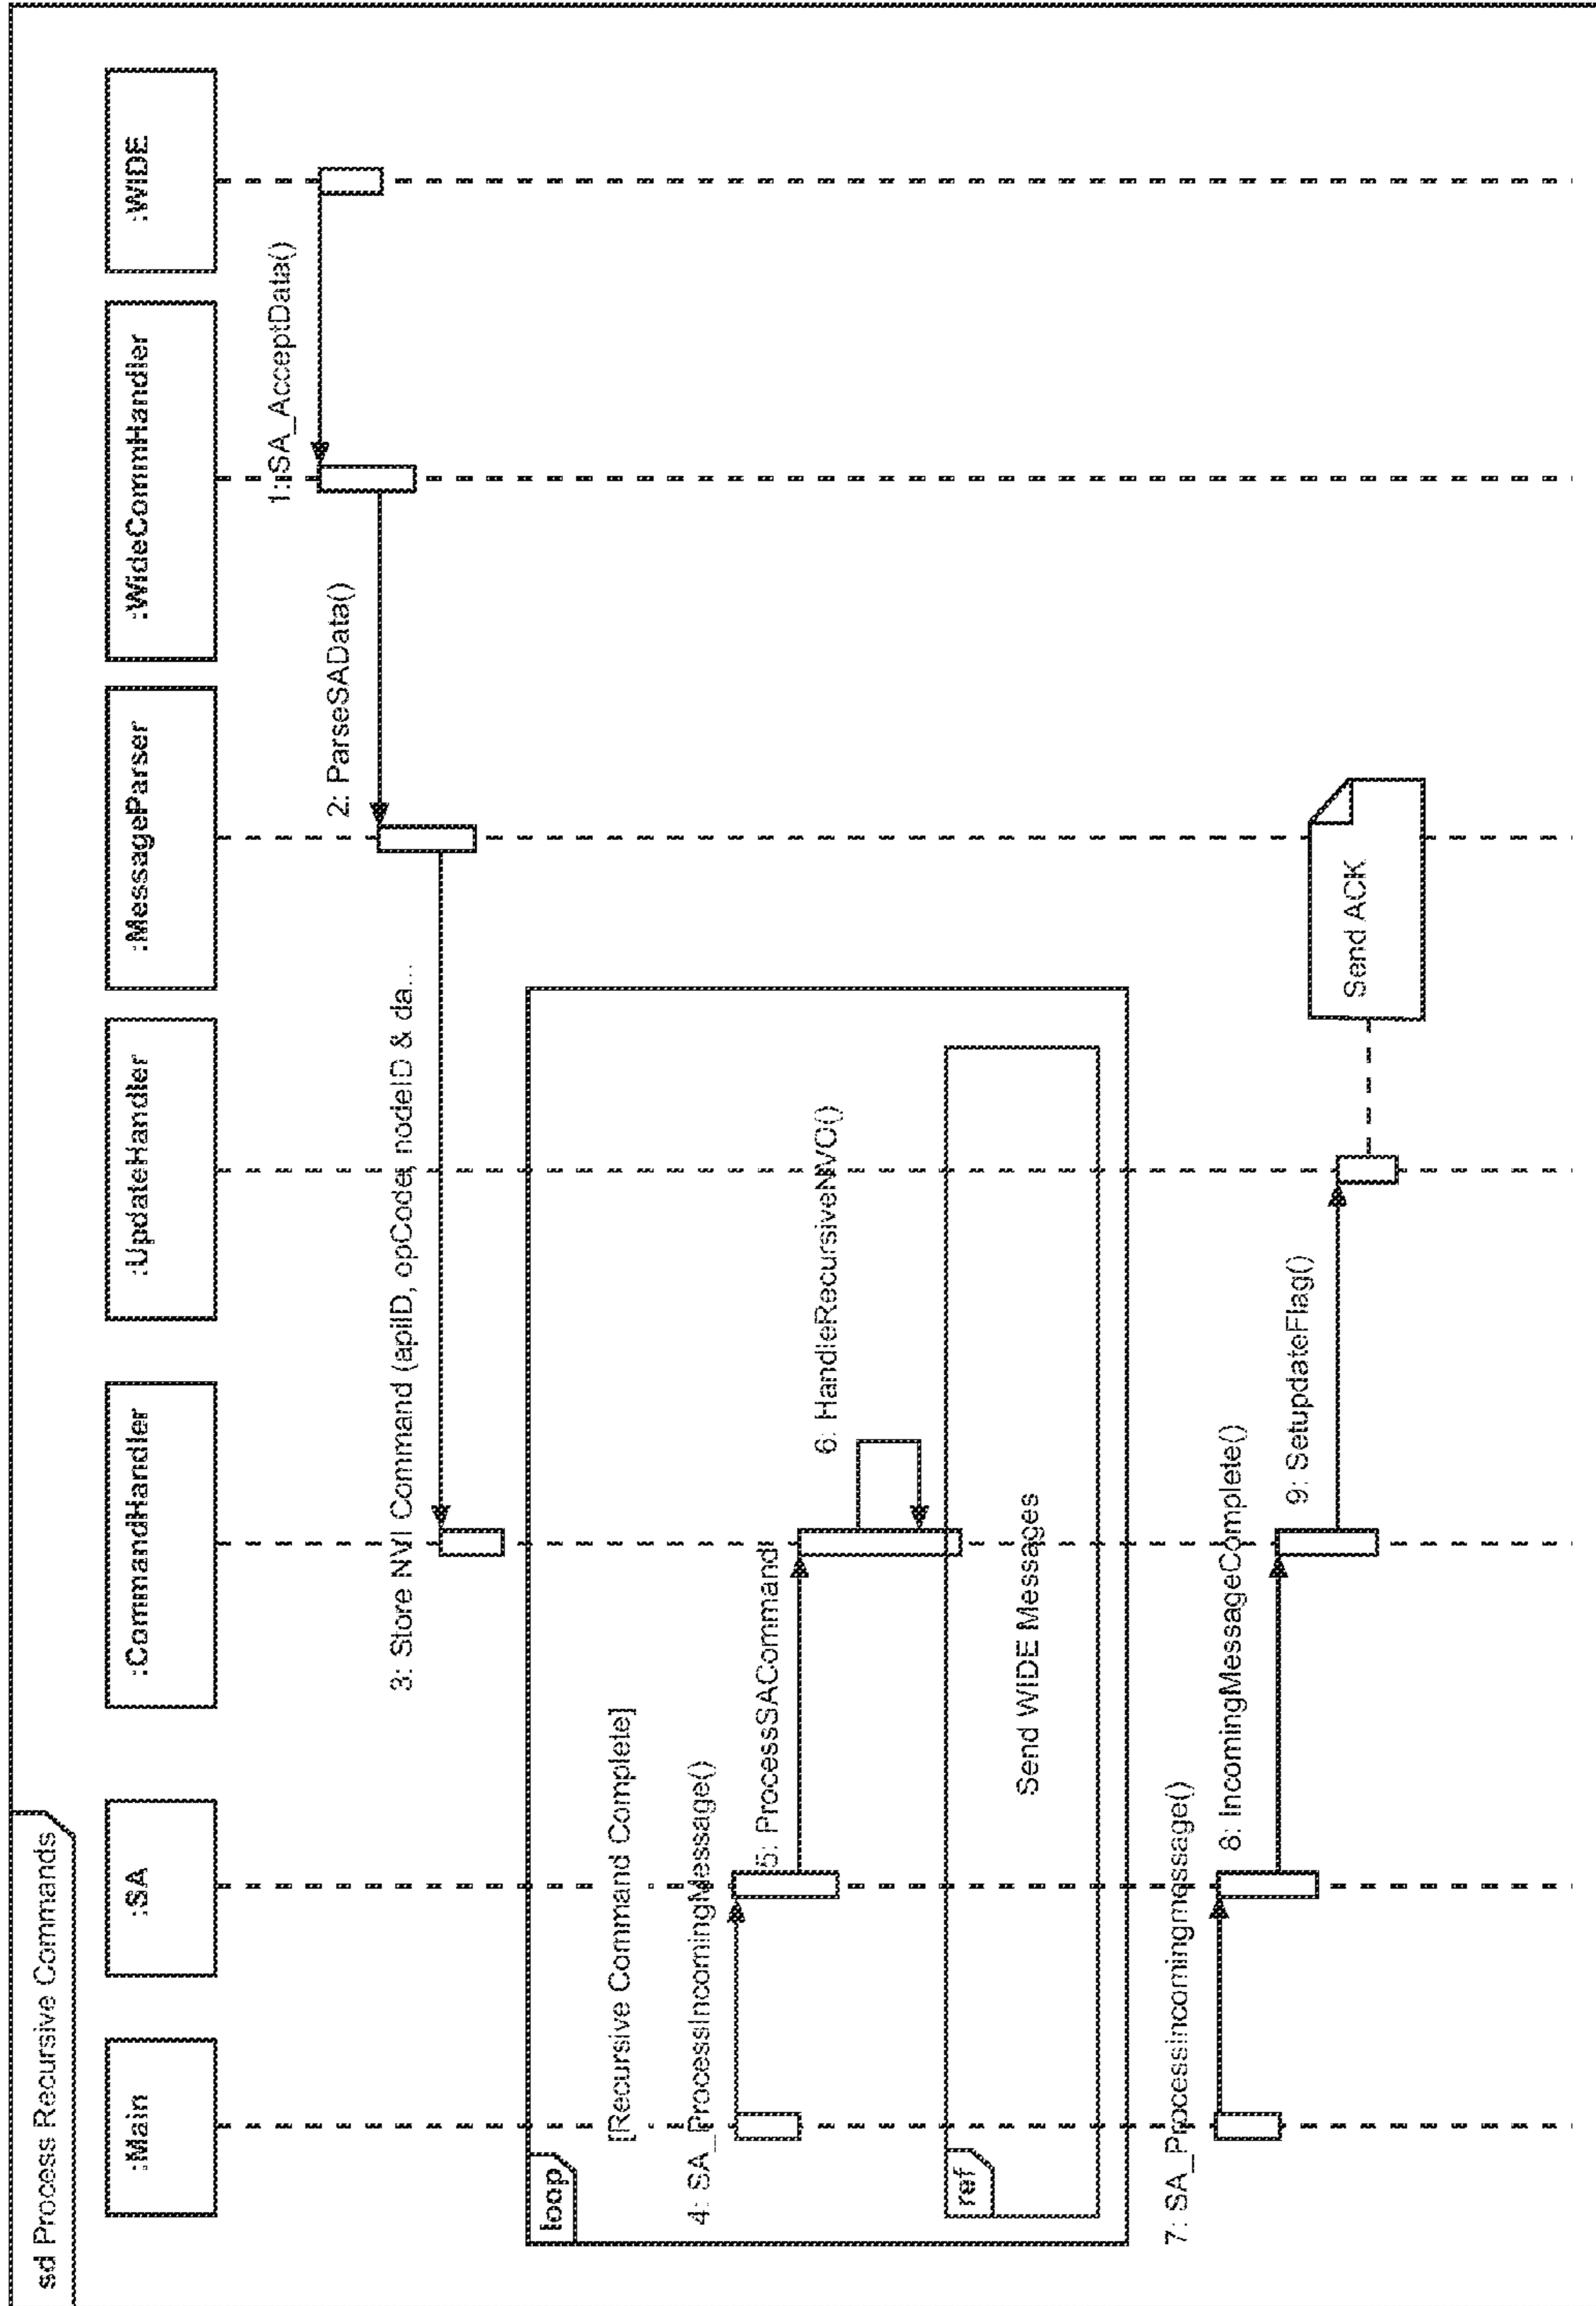 sd Process Recursive Commands
:Main
:SA
:CommandHandler
:UpdateHandler
:MessageParser
:WideCommHandler
:WIDE
1: iSA_AcceptData()
2: ParseSAData()
3: Store NVI Command (apiID, opCode, nodeID & da...
loop
[Recursive Command Complete]
4: SA_ProcessIncomingMessage()
5: ProcessSACommand
6: HandleRecursiveNVO()
ref
Send WIDE Messages
7: SA_ProcessIncomingmessage()
8: IncomingMessageComplete()
9: SetupdateFlag()
Send ACK